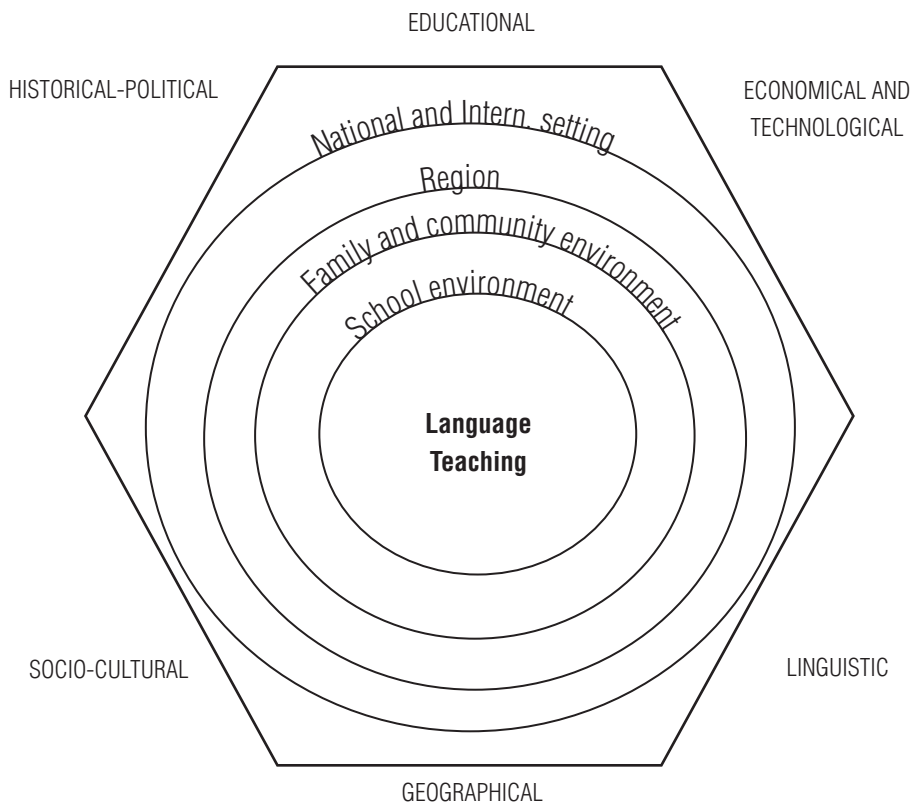 EDUCATIONAL
HISTORICAL-POLITICAL
ECONOMICAL AND
TECHNOLOGICAL
National and Intern. setting
Region
Family and community environment
School environment
Language
Teaching
SOCIO-CULTURAL
LINGUISTIC
GEOGRAPHICAL